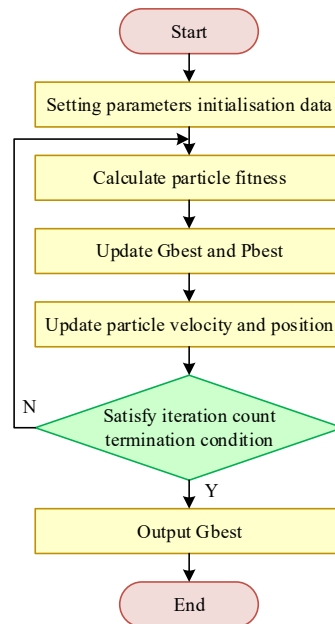 Start
Setting parameters initialisation data
Calculate particle fitness
Update Gbest and Pbest
Update particle velocity and position
N
Satisfy iteration count
termination condition
Y
Output Gbest
End